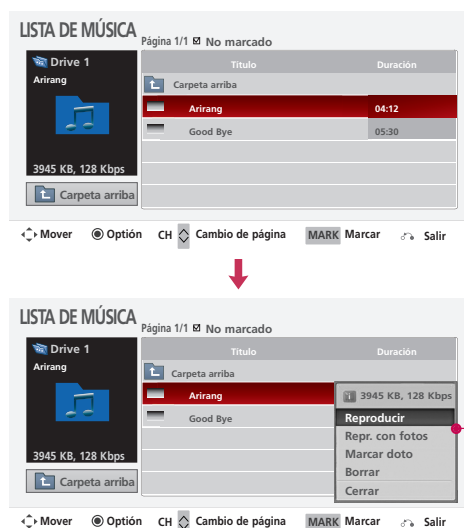 LISTA DE MÚSICA
Página 1/1 No marcado
Drive 1
Arirang
3945 KB, 128 Kbps
Carpeta arriba
Título Duración
Carpeta arriba
Arirang 04:12
Good Bye 05:30
Mover Optión CH Cambio de página MARK Marcar Salir
LISTA DE MÚSICA
Página 1/1 No marcado
Drive 1
Arirang
3945 KB, 128 Kbps
Carpeta arriba
Título Duración
Carpeta arriba
Arirang
Good Bye
3945 KB, 128 Kbps
Reproducir
Repr. con fotos
Marcar doto
Borrar
Cerrar
Mover Optión CH Cambio de página MARK Marcar Salir